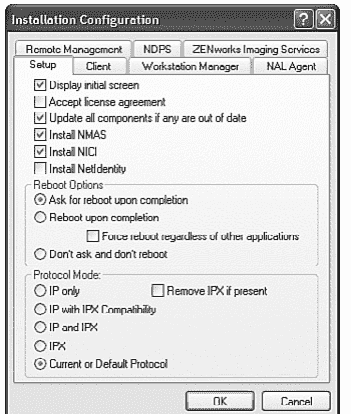 Installation Configuration
Remote Management NDPS ZENworks Imaging Services
Setup Client Workstation Manager NAL Agent
Display initial screen
Accept license agreement
Update all components if any are out of date
Install NMAS
Install NICI
Install NetIdentity
Reboot Options
Ask for reboot upon completion
Reboot upon completion
Force reboot regardless of other applications
Don't ask and don't reboot
Protocol Mode:
IP only Remove IPX if present
IP with IPX Compatibility
IP and IPX
IPX
Current or Default Protocol
OK Cancel